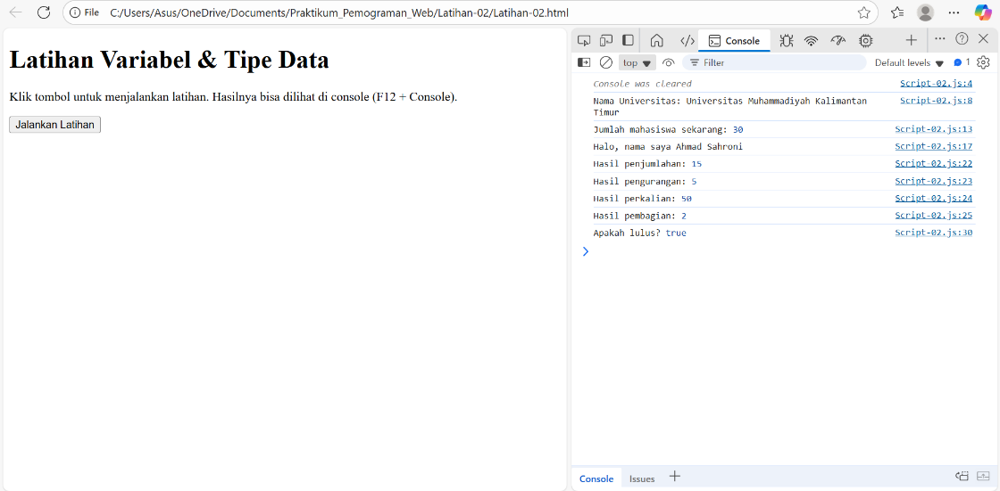 File C:/Users/Asus/OneDrive/Documents/Praktikum_Pemograman_Web/Latihan-02/Latihan-02.html
Latihan Variabel & Tipe Data
Klik tombol untuk menjalankan latihan. Hasilnya bisa dilihat di console (F12 + Console).
Jalankan Latihan
Console
top Filter Default levels 1
Console was cleared Script-02.js:4
Nama Universitas: Universitas Muhammadiyah Kalimantan Script-02.js:8
Timur
Jumlah mahasiswa sekarang: 30 Script-02.js:13
Halo, nama saya Ahmad Sahroni Script-02.js:17
Hasil penjumlahan: 15 Script-02.js:22
Hasil pengurangan: 5 Script-02.js:23
Hasil perkalian: 50 Script-02.js:24
Hasil pembagian: 2 Script-02.js:25
Apakah lulus? true Script-02.js:30
Console Issues